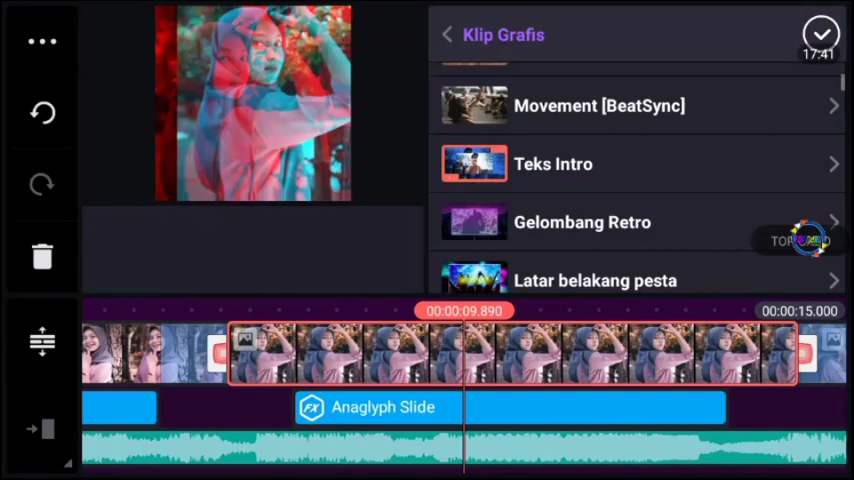 Klip Grafis
17:41
Movement [BeatSync]
Teks Intro
Gelombang Retro
Latar belakang pesta
00:00:09.890
00:00:15.000
FX Anaglyph Slide